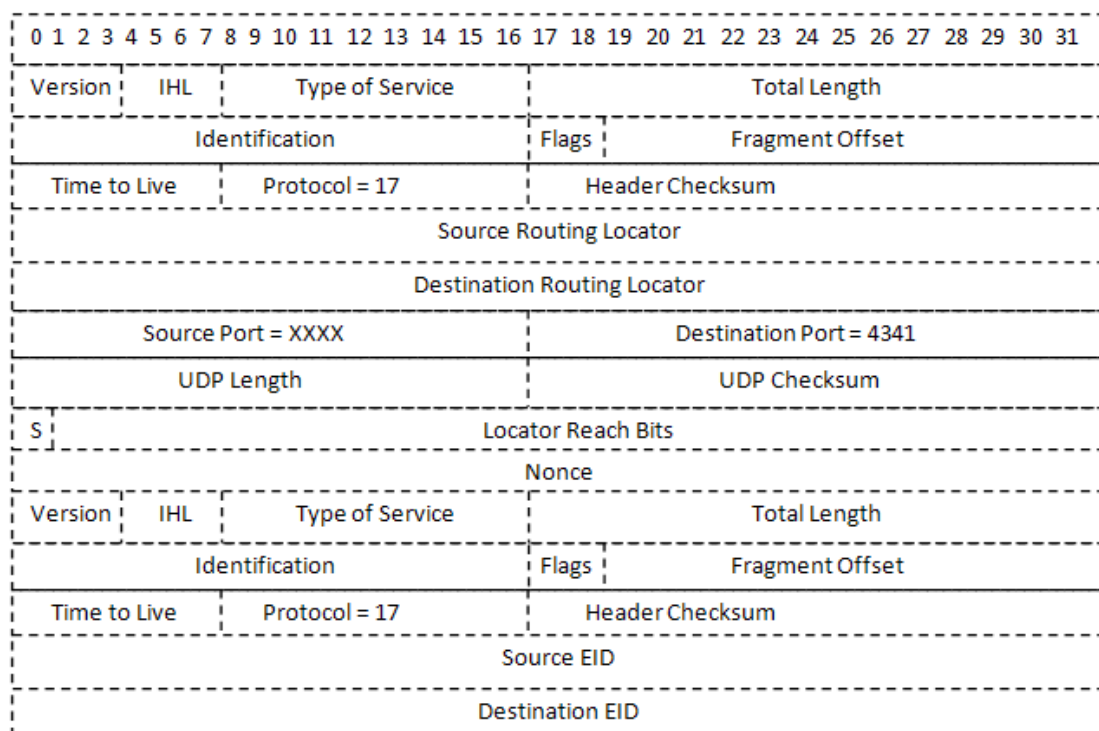 0 1 2 3 4 5 6 7 8 9 10 11 12 13 14 15 16 17 18 19 20 21 22 23 24 25 26 27 28 29 30 31
Version IHL Type of Service Total Length
Identification Flags Fragment Offset
Time to Live Protocol = 17 Header Checksum
Source Routing Locator
Destination Routing Locator
Source Port = XXXX Destination Port = 4341
UDP Length UDP Checksum
S Locator Reach Bits
Nonce
Version IHL Type of Service Total Length
Identification Flags Fragment Offset
Time to Live Protocol = 17 Header Checksum
Source EID
Destination EID